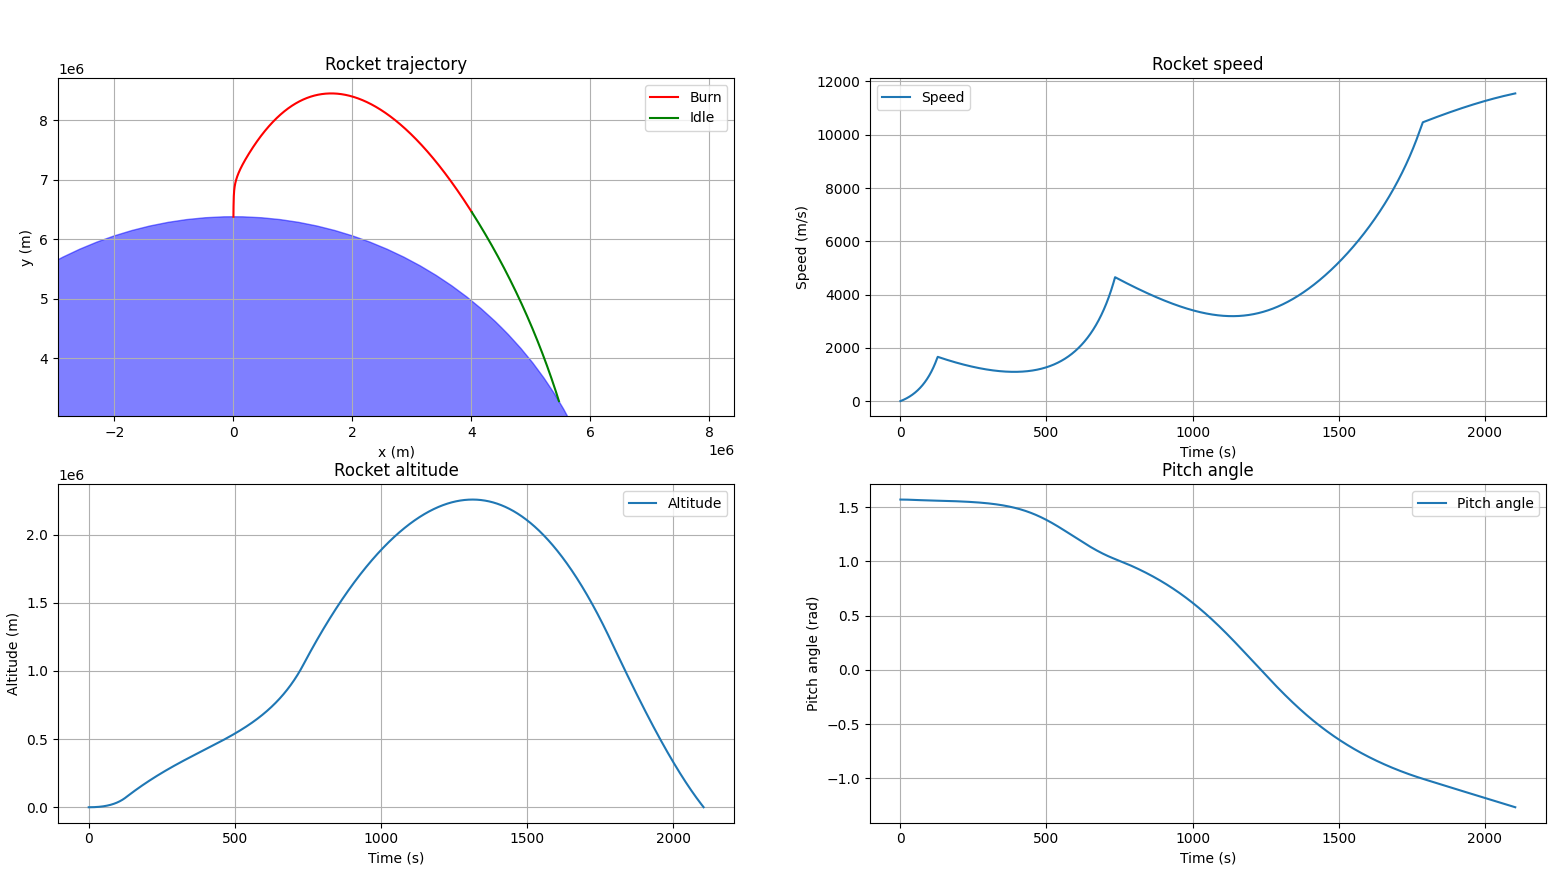 Rocket trajectory
1e6
Burn
Idle
8
7
6
5
4
y (m)
−2 0 2 4 6 8
x (m)
1e6
Rocket speed
Speed
12000
10000
8000
6000
4000
2000
0
Speed (m/s)
0 500 1000 1500 2000
Time (s)
Rocket altitude
1e6
Altitude
2.0
1.5
1.0
0.5
0.0
Altitude (m)
0 500 1000 1500 2000
Time (s)
Pitch angle
Pitch angle
1.5
1.0
0.5
0.0
−0.5
−1.0
Pitch angle (rad)
0 500 1000 1500 2000
Time (s)